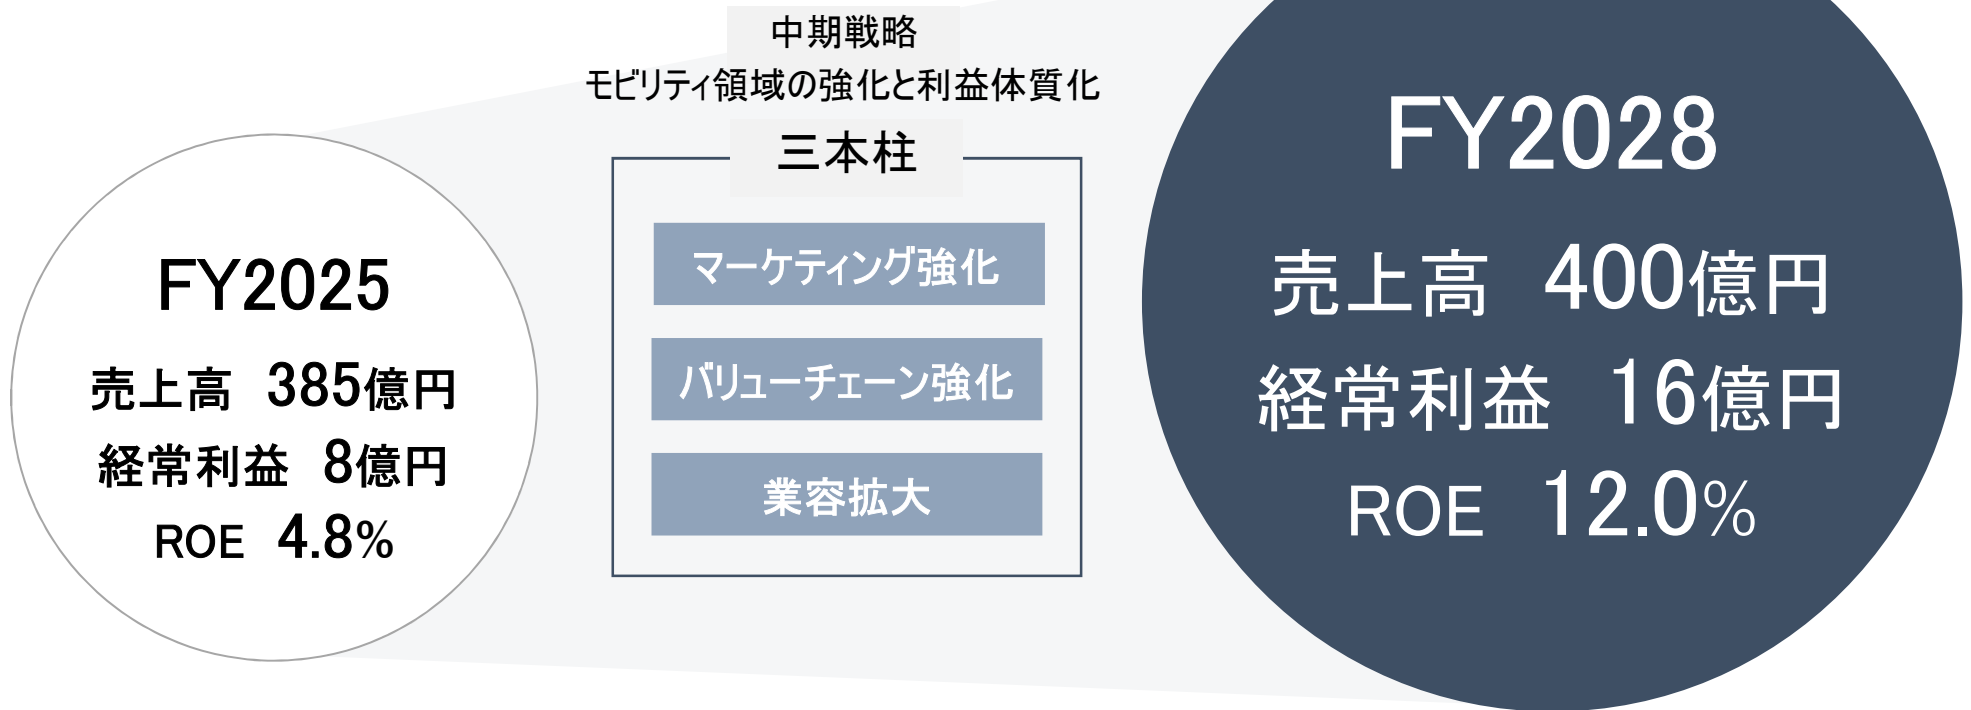 中期戦略
モビリティ領域の強化と利益体質化
三本柱
マーケティング強化
バリューチェーン強化
業容拡大
FY2025
売上高 385億円
経常利益 8億円
ROE 4.8%
FY2028
売上高 400億円
経常利益 16億円
ROE 12.0%